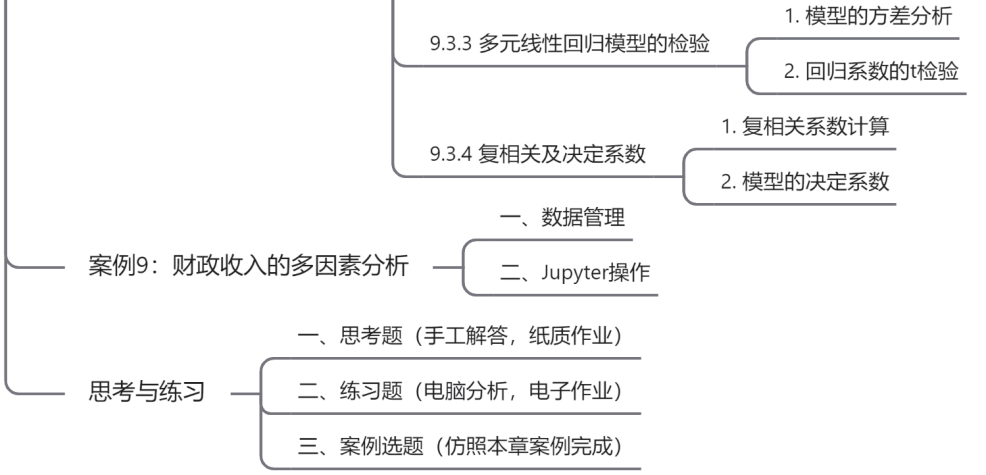 1. 模型的方差分析
9.3.3 多元线性回归模型的检验
2. 回归系数的t检验
1. 复相关系数计算
9.3.4 复相关及决定系数
2. 模型的决定系数
一、数据管理
案例9：财政收入的多因素分析
二、Jupyter操作
一、思考题（手工解答，纸质作业）
思考与练习
二、练习题（电脑分析，电子作业）
三、案例选题（仿照本章案例完成）